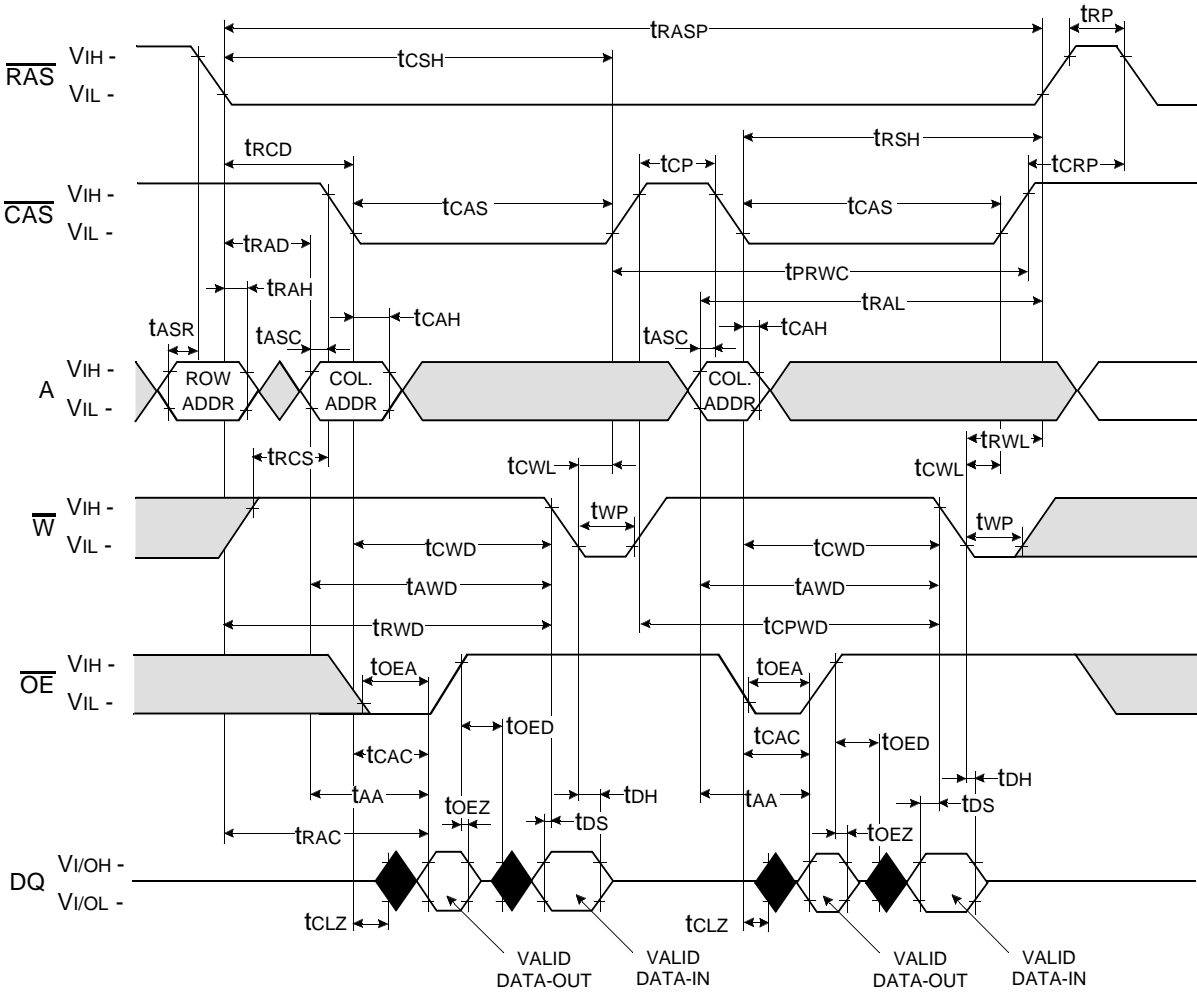 tRASP
tRP
RAS
VIH -
VIL -
tCSH
tRCD
tRSH
tCP
tCRP
CAS
VIH -
VIL -
tCAS
tCAS
tRAD
tPRWC
tRAH
tRAL
tASR
tASC
tCAH
tASC
tCAH
A
VIH -
VIL -
ROW
ADDR
COL.
ADDR
COL.
ADDR
tRCS
tCWL
tRWL
tCWL
W
VIH -
VIL -
tWP
tWP
tCWD
tCWD
tAWD
tAWD
tRWD
tCPWD
OE
VIH -
VIL -
tOEA
tOEA
tOED
tOED
tCAC
tCAC
tAA
tOEZ
tDH
tDS
tAA
tOEZ
tDH
tDS
tRAC
DQ
VI/OH -
VI/OL -
tCLZ
tCLZ
VALID
DATA-OUT
VALID
DATA-IN
VALID
DATA-OUT
VALID
DATA-IN